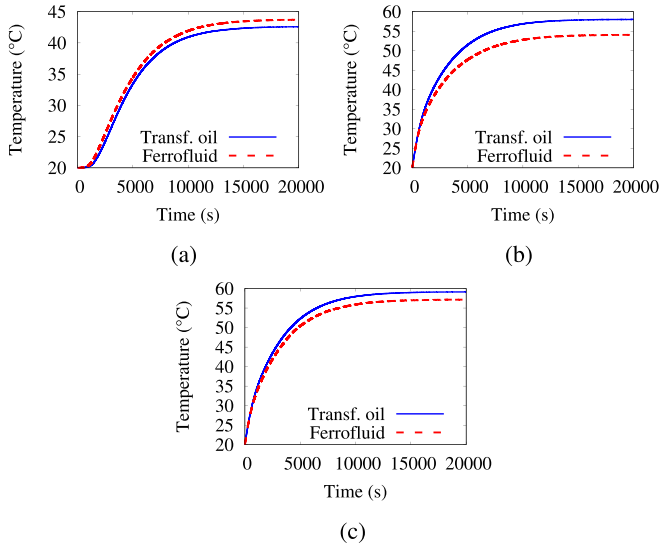 45
40
35
30
25
20
Temperature (°C)
Transf. oil
Ferrofluid
0 5000 10000 15000 20000
Time (s)
(a)
60
55
50
45
40
35
30
25
20
Temperature (°C)
Transf. oil
Ferrofluid
0 5000 10000 15000 20000
Time (s)
(b)
60
55
50
45
40
35
30
25
20
Temperature (°C)
Transf. oil
Ferrofluid
0 5000 10000 15000 20000
Time (s)
(c)